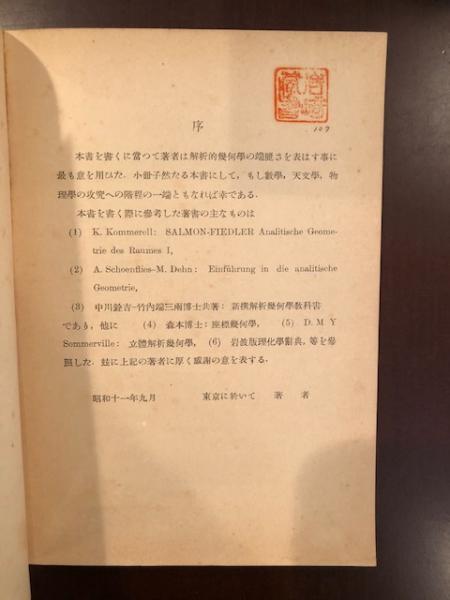 107
序
本書を書くに當つて著者は解析的幾何學の端麗さを表はす事に
最も意を用ひた. 小冊子然たる本書にして, もし數學, 天文學, 物
理學の攻究への階程の一端ともなれば幸である.
本書を書く際に參考した著書の主なものは
(1) K. Kommerell: SALMON-FIEDLER Analitische Geome-
trie des Raumes I,
(2) A. Schoenflies-M. Dehn: Einführung in die analitische
Geometrie,
(3) 中川銓吉-竹內端三兩博士共著: 新撰解析幾何學敎科書
であり, 他に (4) 森本博士: 座標幾何學, (5) D. M Y
Sommerville: 立體解析幾何學, (6) 岩波版理化學辭典, 等を參
照した. 玆に上記の著者に厚く感謝の意を表する.
昭和十一年九月 東京に於いて 著者